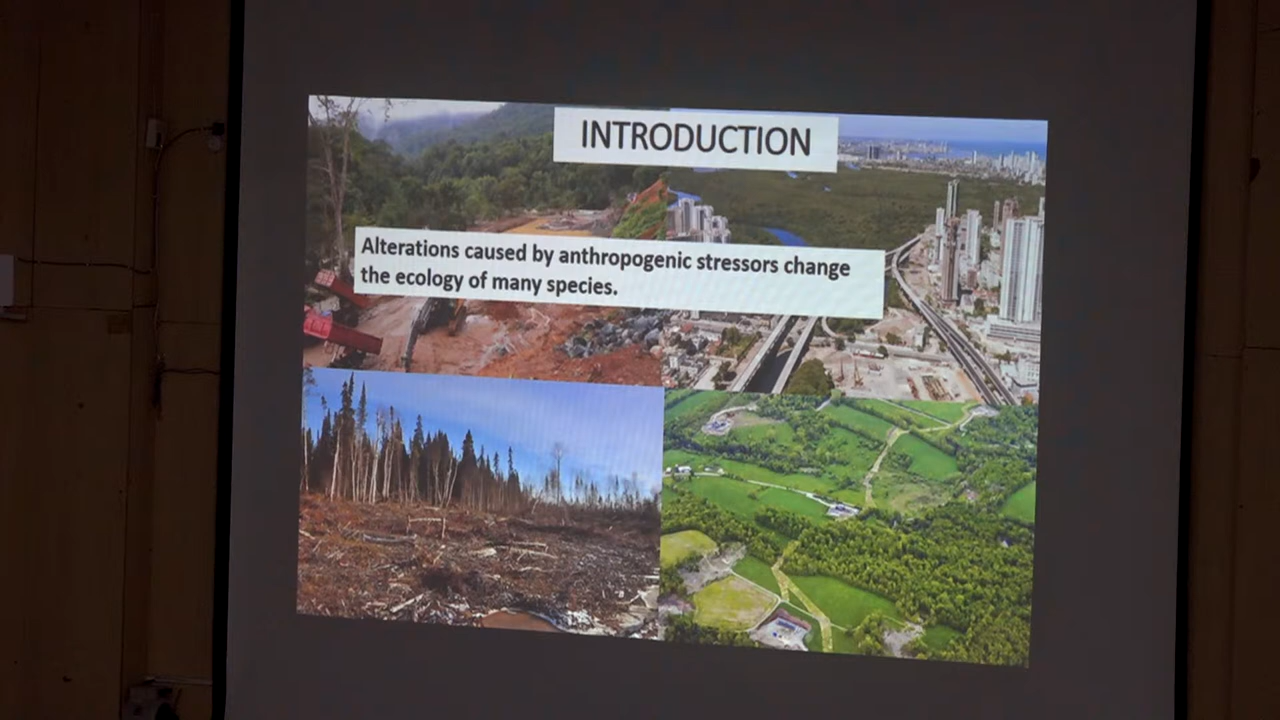 INTRODUCTION
Alterations caused by anthropogenic stressors change
the ecology of many species.